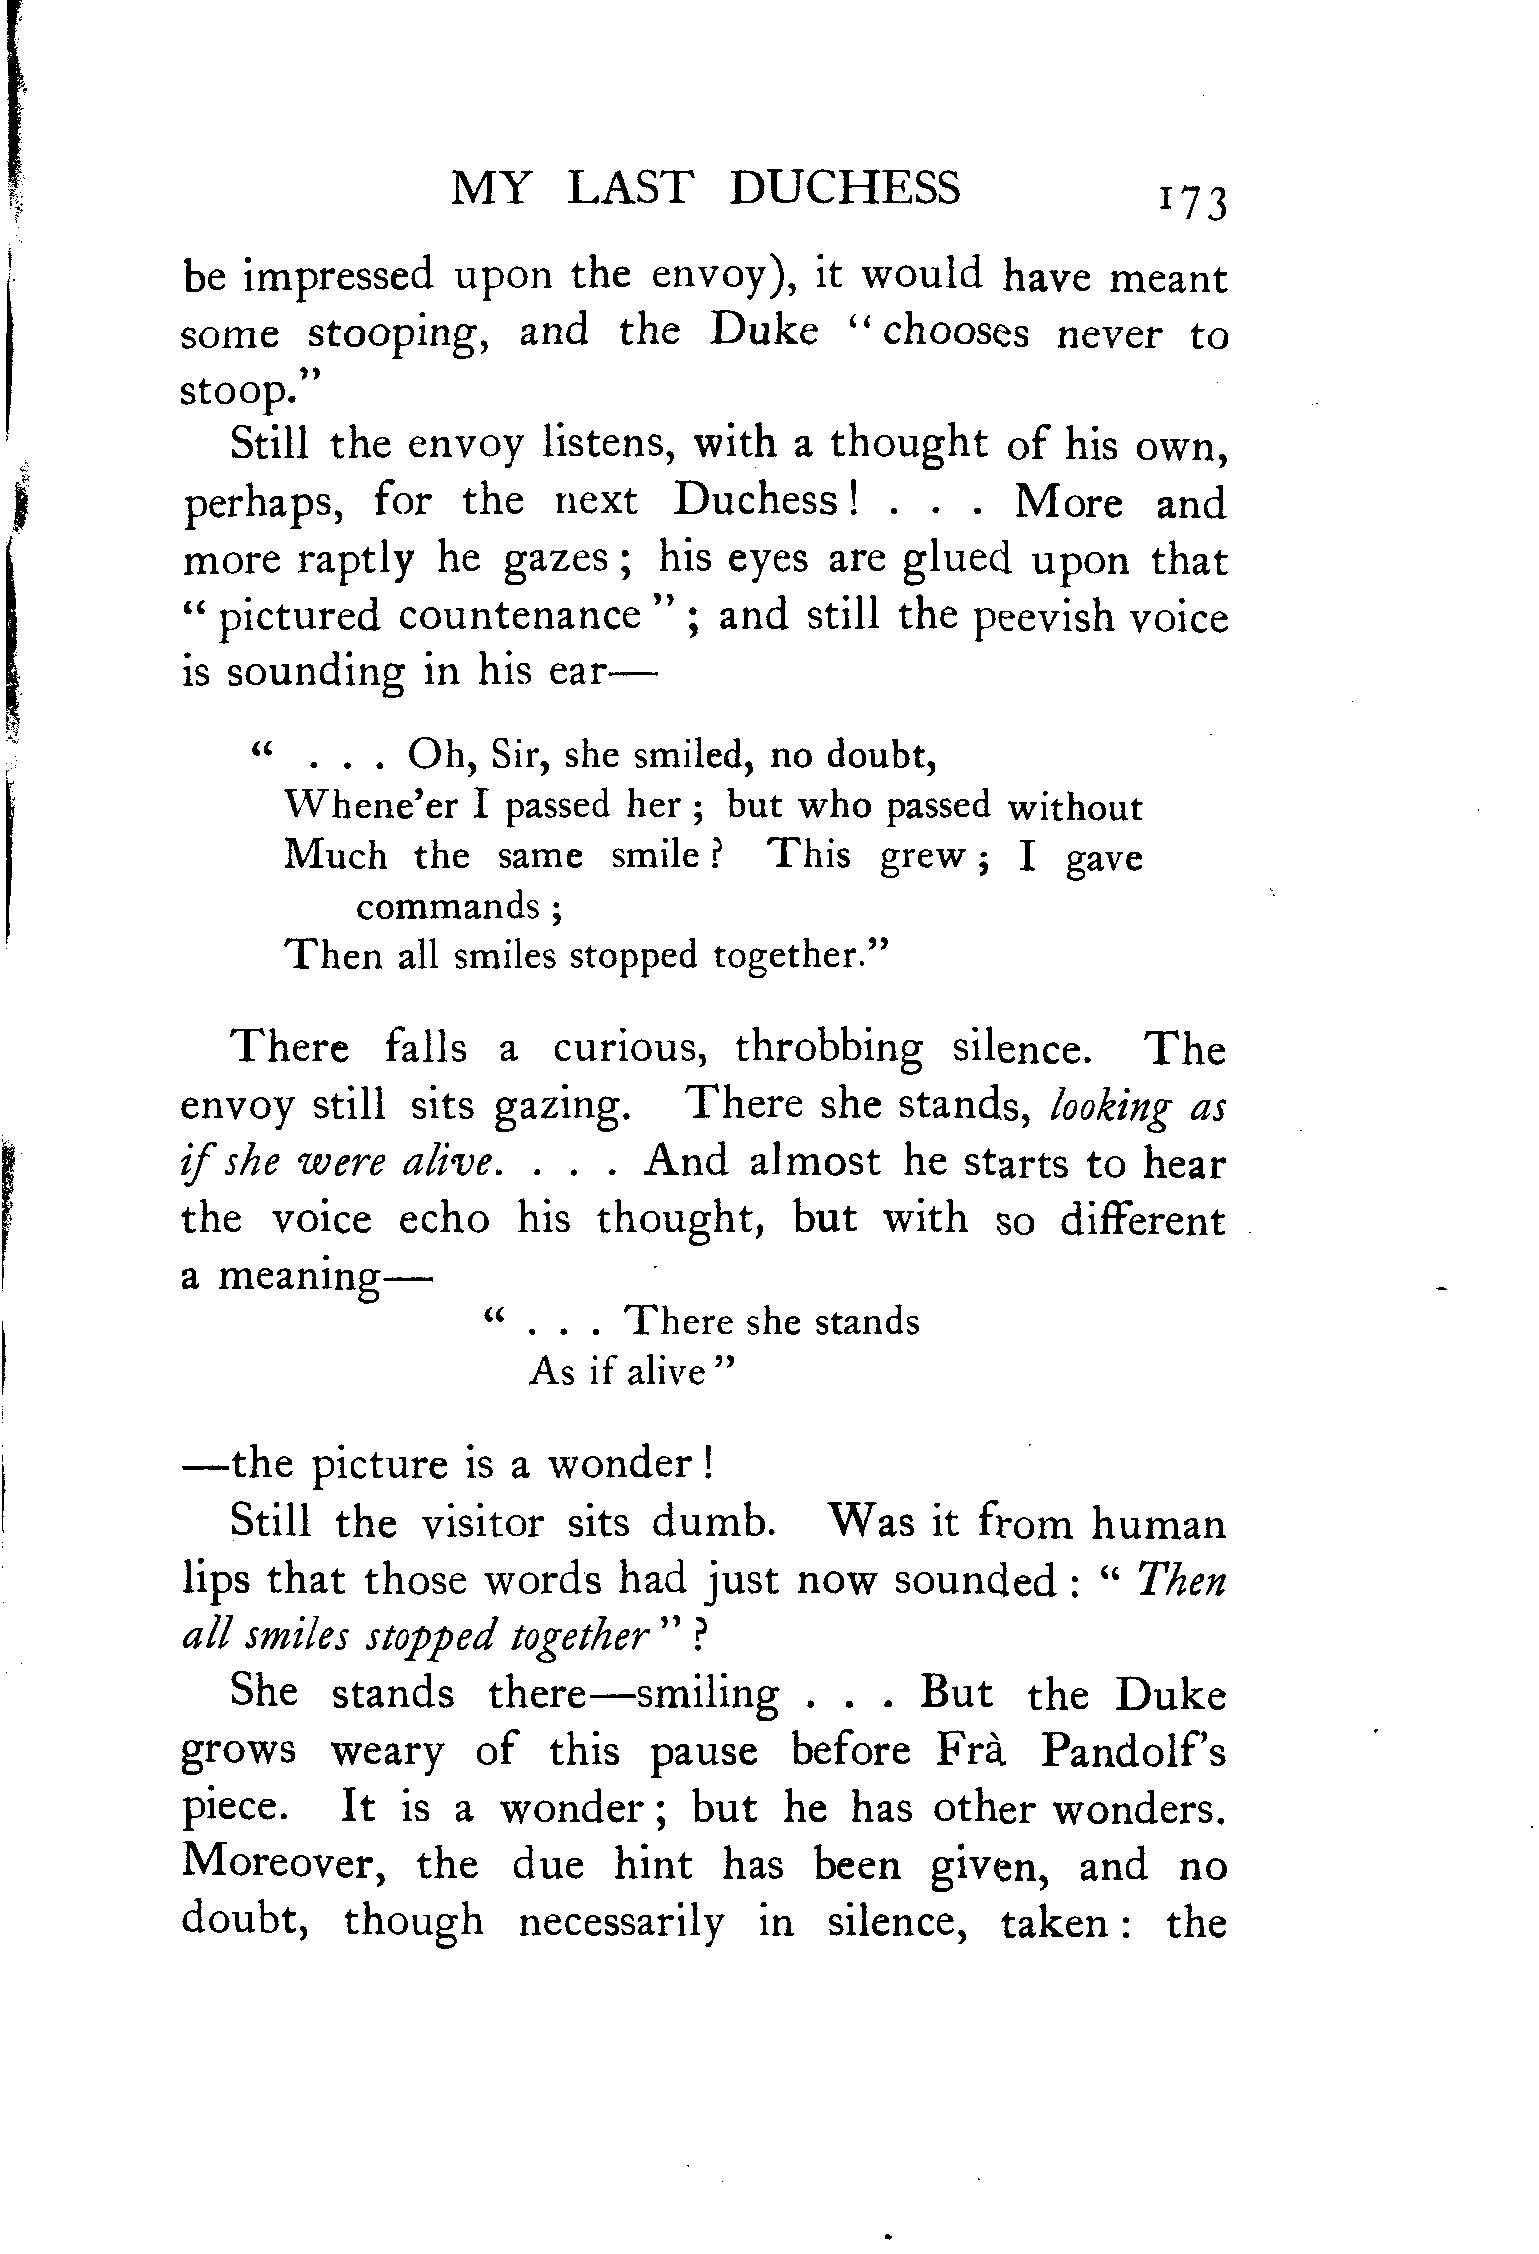 MY LAST DUCHESS 173
be impressed upon the envoy), it would have meant
some stooping, and the Duke “ chooses never to
stoop.”
Still the envoy listens, with a thought of his own,
perhaps, for the next Duchess ! . . . More and
more raptly he gazes ; his eyes are glued upon that
“ pictured countenance ” ; and still the peevish voice
is sounding in his ear—
“ . . . Oh, Sir, she smiled, no doubt,
Whene’er I passed her ; but who passed without
Much the same smile ? This grew ; I gave
commands ;
Then all smiles stopped together.”
There falls a curious, throbbing silence. The
envoy still sits gazing. There she stands, looking as
if she were alive. . . . And almost he starts to hear
the voice echo his thought, but with so different
a meaning—
“ . . . There she stands
As if alive ”
—the picture is a wonder !
Still the visitor sits dumb. Was it from human
lips that those words had just now sounded : “ Then
all smiles stopped together ” ?
She stands there—smiling . . . But the Duke
grows weary of this pause before Frà Pandolf’s
piece. It is a wonder ; but he has other wonders.
Moreover, the due hint has been given, and no
doubt, though necessarily in silence, taken : the